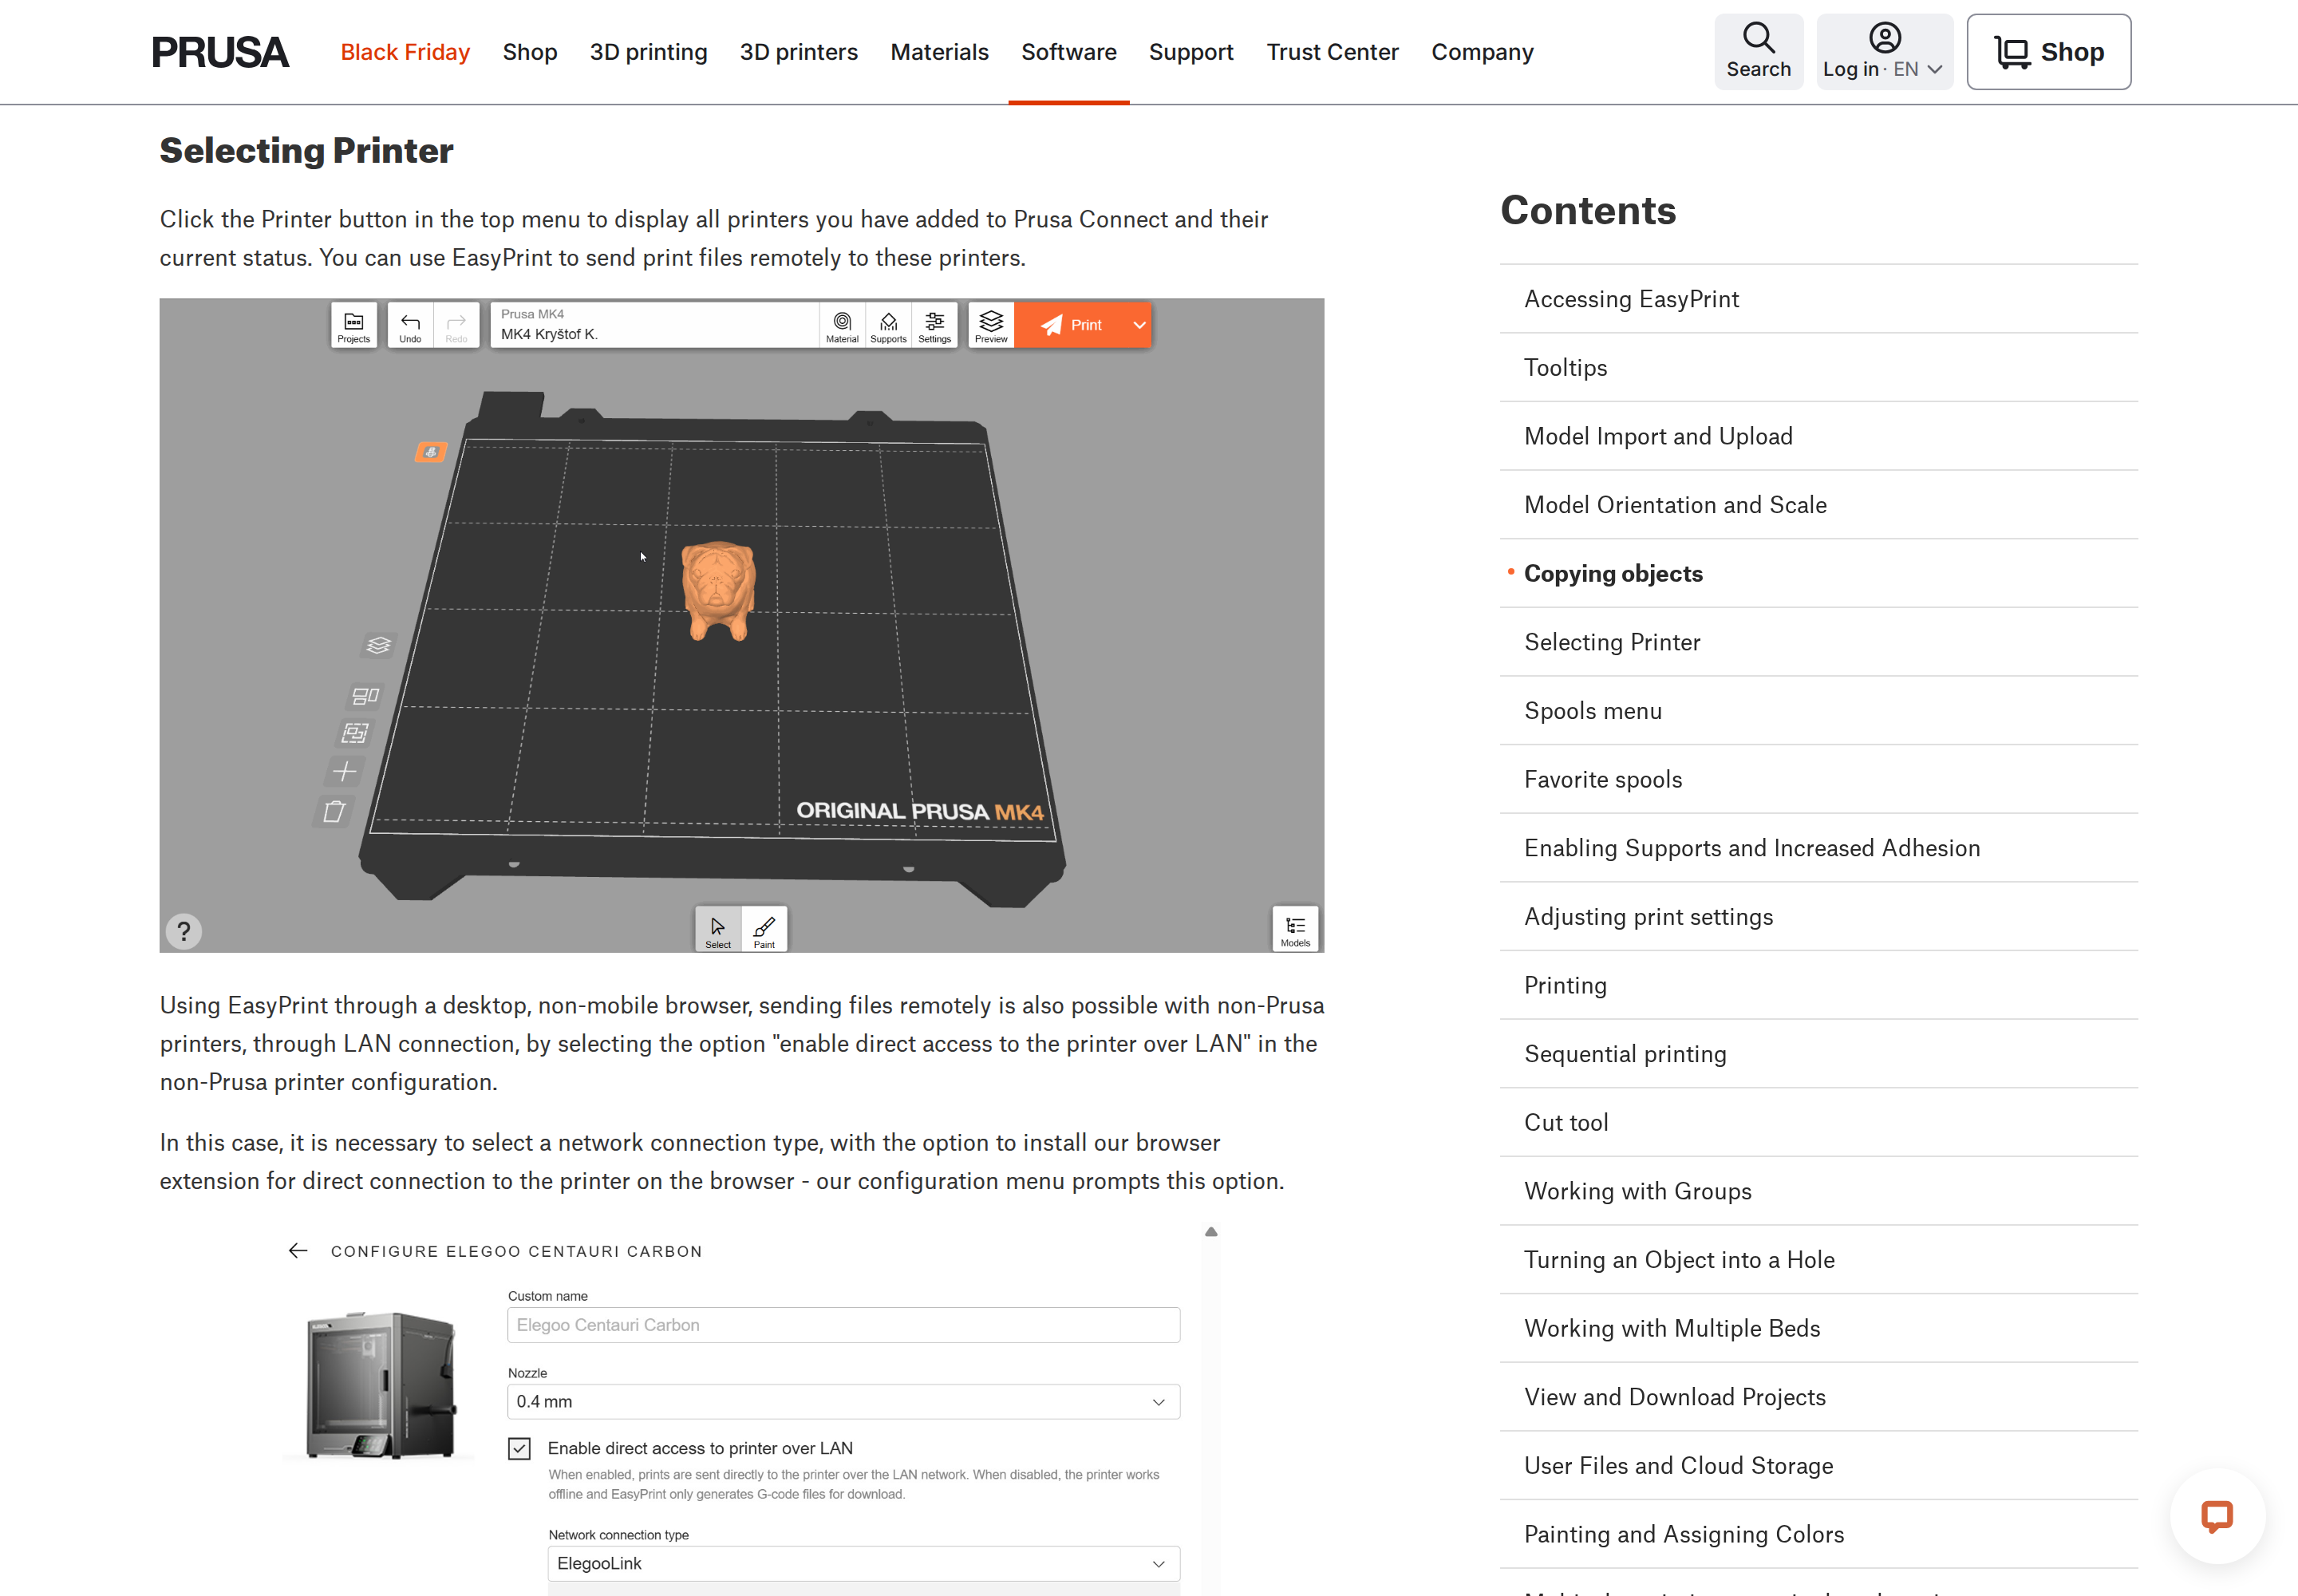 PRUSA
Black Friday
Shop
3D printing
3D printers
Materials
Software
Support
Trust Center
Company
Search
Log in · EN
Shop
Selecting Printer
Click the Printer button in the top menu to display all printers you have added to Prusa Connect and their
current status. You can use EasyPrint to send print files remotely to these printers.
Projects
Undo
Redo
Prusa MK4
MK4 Kryštof K.
Material
Supports
Settings
Preview
Print
ORIGINAL PRUSA MK4
?
Select
Paint
Models
Using EasyPrint through a desktop, non-mobile browser, sending files remotely is also possible with non-Prusa
printers, through LAN connection, by selecting the option "enable direct access to the printer over LAN" in the
non-Prusa printer configuration.
In this case, it is necessary to select a network connection type, with the option to install our browser
extension for direct connection to the printer on the browser - our configuration menu prompts this option.
CONFIGURE ELEGOO CENTAURI CARBON
Custom name
Elegoo Centauri Carbon
Nozzle
0.4 mm
Enable direct access to printer over LAN
When enabled, prints are sent directly to the printer over the LAN network. When disabled, the printer works
offline and EasyPrint only generates G-code files for download.
Network connection type
ElegooLink
Contents
Accessing EasyPrint
Tooltips
Model Import and Upload
Model Orientation and Scale
Copying objects
Selecting Printer
Spools menu
Favorite spools
Enabling Supports and Increased Adhesion
Adjusting print settings
Printing
Sequential printing
Cut tool
Working with Groups
Turning an Object into a Hole
Working with Multiple Beds
View and Download Projects
User Files and Cloud Storage
Painting and Assigning Colors